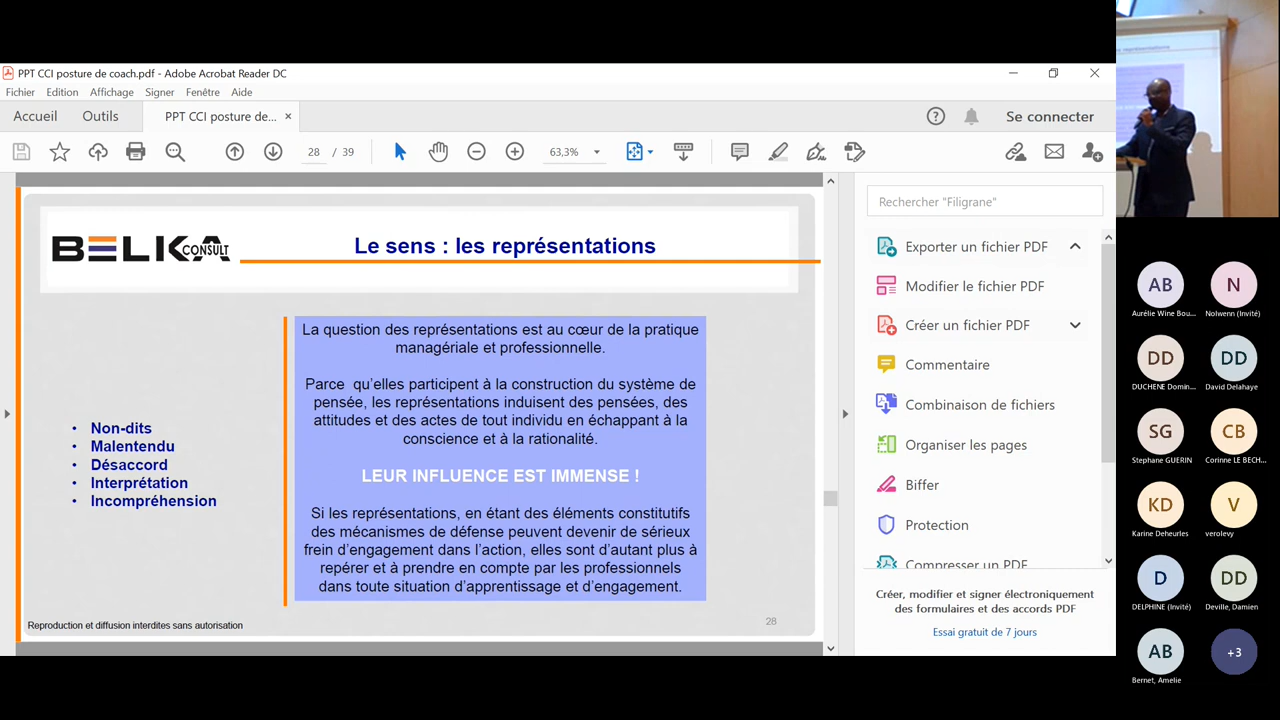 PPT CCI posture de coach.pdf - Adobe Acrobat Reader DC
Fichier Edition Affichage Signer Fenêtre Aide
Accueil Outils PPT CCI posture de... × Se connecter
28 / 39 63,3%
BELIKA CONSULT
Le sens : les représentations
La question des représentations est au cœur de la pratique
managériale et professionnelle.
Parce qu'elles participent à la construction du système de
pensée, les représentations induisent des pensées, des
attitudes et des actes de tout individu en échappant à la
conscience et à la rationalité.
LEUR INFLUENCE EST IMMENSE !
Si les représentations, en étant des éléments constitutifs
des mécanismes de défense peuvent devenir de sérieux
frein d'engagement dans l'action, elles sont d'autant plus à
repérer et à prendre en compte par les professionnels
dans toute situation d'apprentissage et d'engagement.
• Non-dits
• Malentendu
• Désaccord
• Interprétation
• Incompréhension
Reproduction et diffusion interdites sans autorisation
28
Rechercher "Filigrane"
Exporter un fichier PDF
Modifier le fichier PDF
Créer un fichier PDF
Commentaire
Combinaison de fichiers
Organiser les pages
Biffer
Protection
Compresser un PDF
Créer, modifier et signer électroniquement
des formulaires et des accords PDF
Essai gratuit de 7 jours
AB N
Aurélie Wine Bou... Nolwenn (Invité)
DD DD
DUCHENE Domin... David Delahaye
SG CB
Stephane GUERIN Corinne LE BECH...
KD V
Karine Deheurles verolevy
D DD
DELPHINE (Invité) Deville, Damien
AB +3
Bernet, Amelie